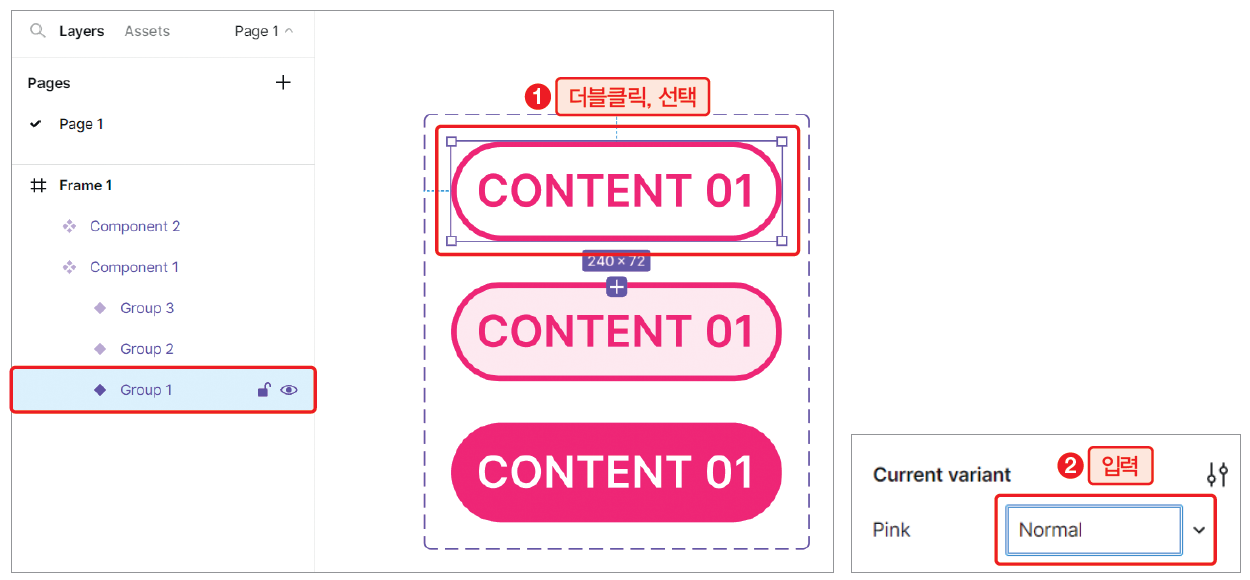 Layers Assets Page 1
Pages
Page 1
Frame 1
Component 2
Component 1
Group 3
Group 2
Group 1
1 더블클릭, 선택
CONTENT 01
240 × 72
CONTENT 01
CONTENT 01
2 입력
Current variant
Pink Normal